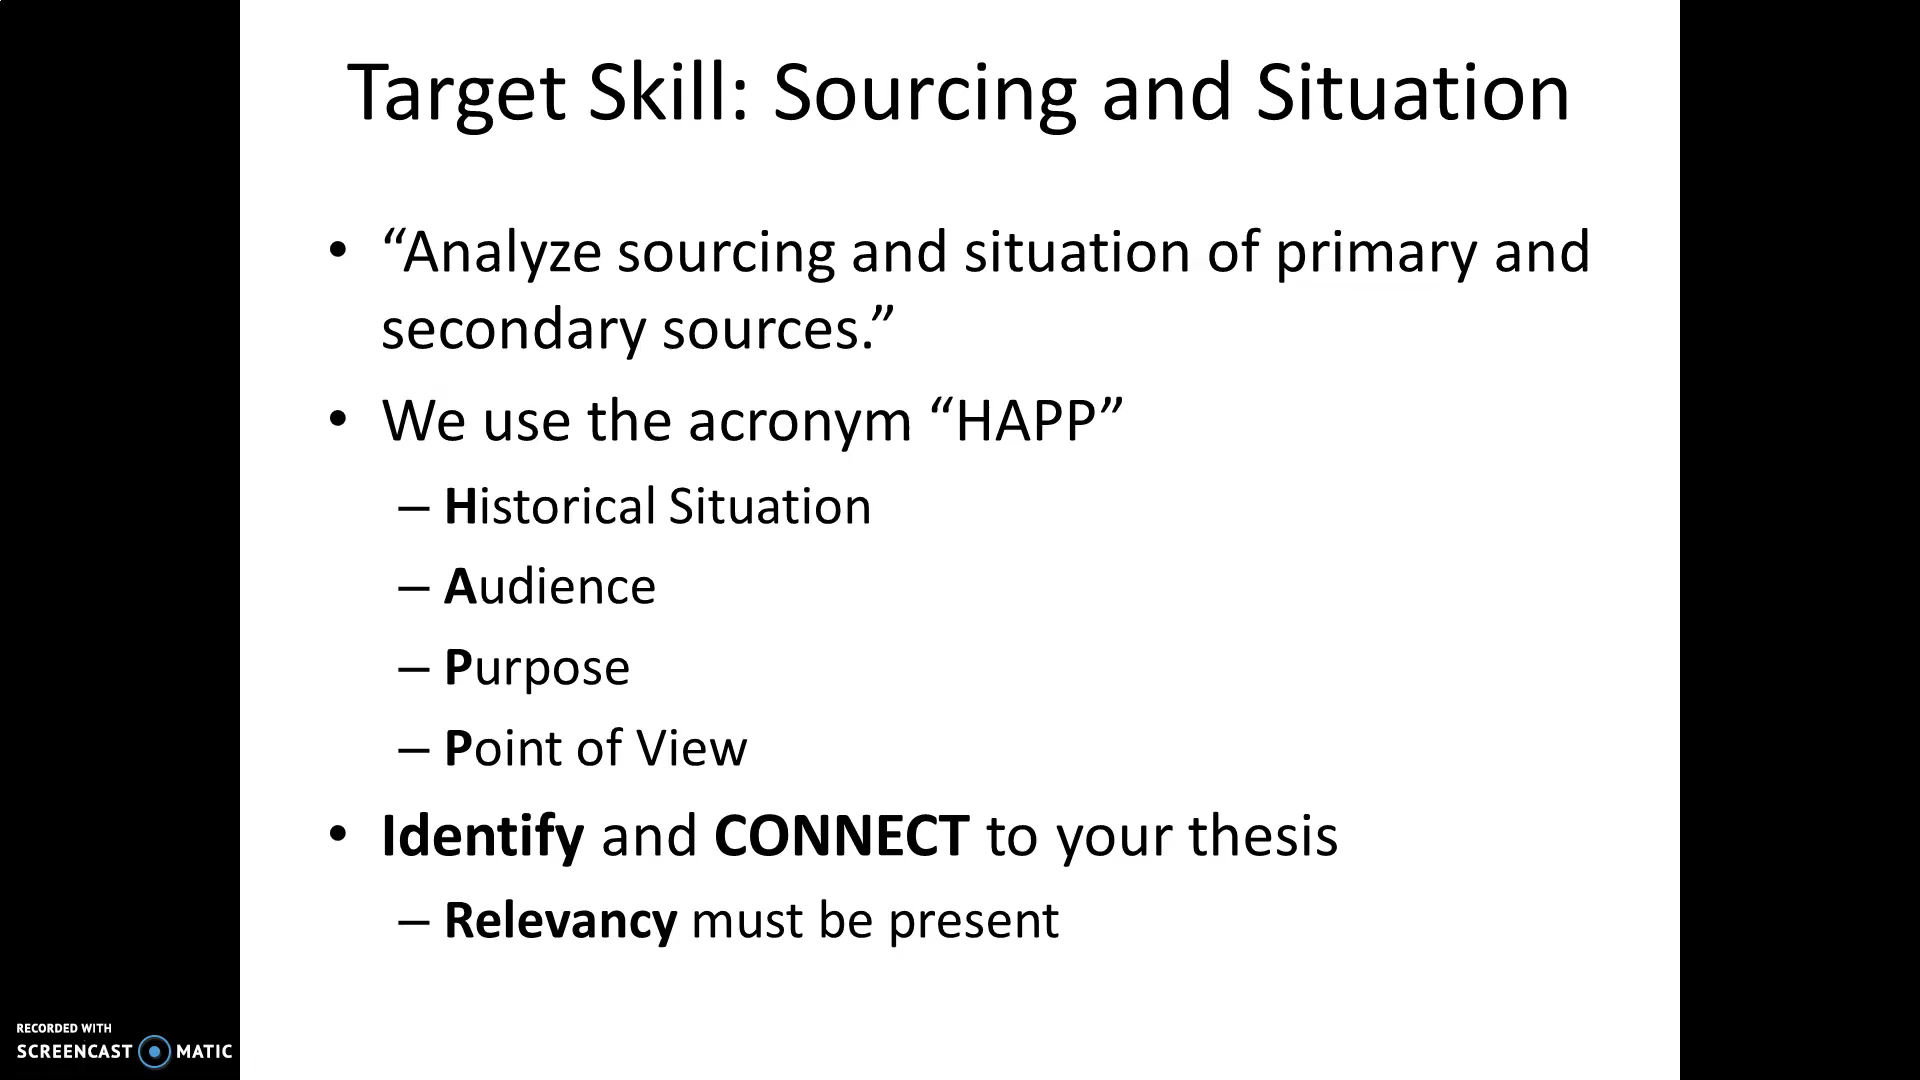 Target Skill: Sourcing and Situation
• “Analyze sourcing and situation of primary and
secondary sources.”
• We use the acronym “HAPP”
– Historical Situation
– Audience
– Purpose
– Point of View
• Identify and CONNECT to your thesis
– Relevancy must be present
RECORDED WITH
SCREENCAST MATIC